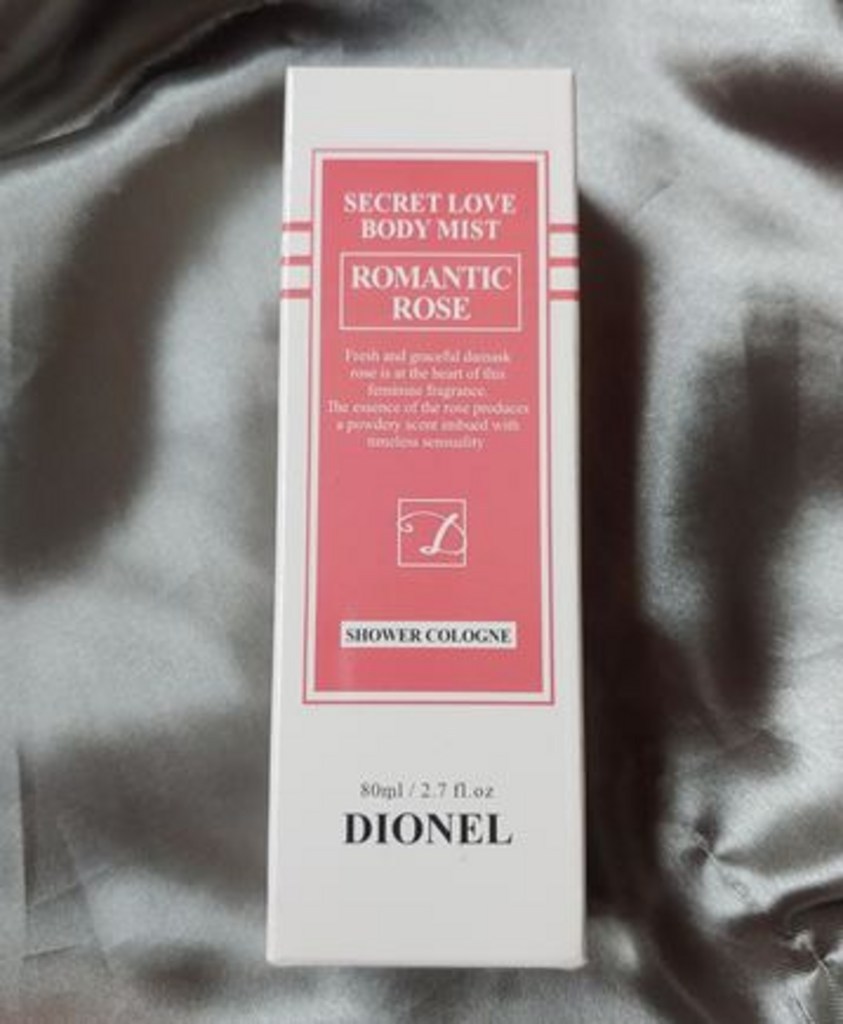 SECRET LOVE
BODY MIST
ROMANTIC
ROSE
Fresh and graceful damask
rose is at the heart of this
feminine fragrance.
The essence of the rose produces
a powdery scent imbued with
timeless sensuality
D
SHOWER COLOGNE
80ml / 2.7 fl.oz
DIONEL